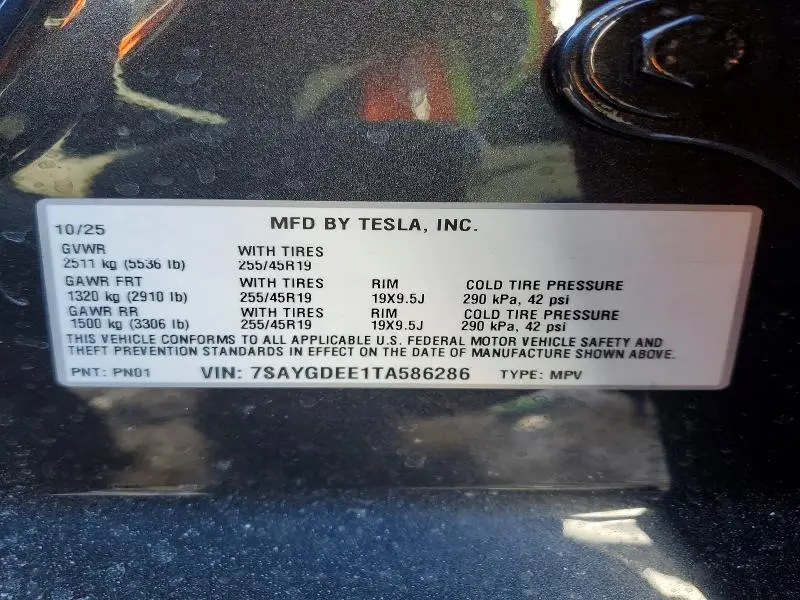 10/25 MFD BY TESLA, INC.
GVWR WITH TIRES
2511 kg (5536 lb) 255/45R19
GAWR FRT WITH TIRES RIM COLD TIRE PRESSURE
1320 kg (2910 lb) 255/45R19 19X9.5J 290 kPa, 42 psi
GAWR RR WITH TIRES RIM COLD TIRE PRESSURE
1500 kg (3306 lb) 255/45R19 19X9.5J 290 kPa, 42 psi
THIS VEHICLE CONFORMS TO ALL APPLICABLE U.S. FEDERAL MOTOR VEHICLE SAFETY AND
THEFT PREVENTION STANDARDS IN EFFECT ON THE DATE OF MANUFACTURE SHOWN ABOVE.
PNT: PN01 VIN: 7SAYGDEE1TA586286 TYPE: MPV